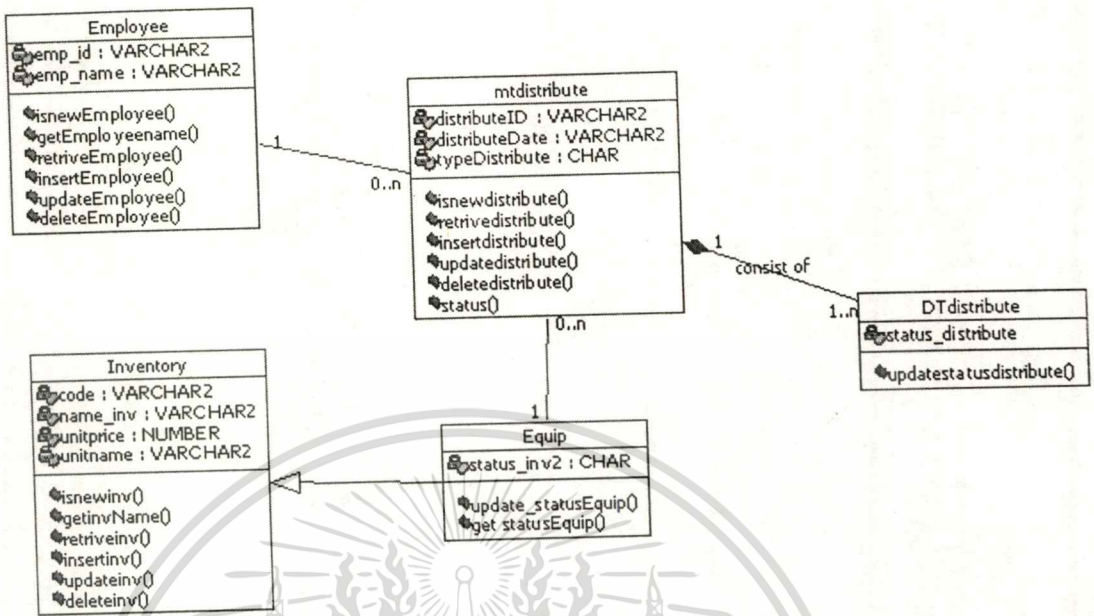 Employee
emp_id : VARCHAR2
emp_name : VARCHAR2
isnewEmployee()
getEmployeename()
retriveEmployee()
insertEmployee()
updateEmployee()
deleteEmployee()
1
0..n
mtdistribute
distributeID : VARCHAR2
distributeDate : VARCHAR2
typeDistribute : CHAR
isnewdistribute()
retrivedistribute()
insertdistribute()
updatedistribute()
deletedistribute()
status()
1
consist of
1..n
DTdistribute
status_distribute
updatestatusdistribute()
0..n
1
Inventory
code : VARCHAR2
name_inv : VARCHAR2
unitprice : NUMBER
unitname : VARCHAR2
isnewinv()
getinvName()
retriveinv()
insertinv()
updateinv()
deleteinv()
Equip
status_inv2 : CHAR
update_statusEquip()
get statusEquip()